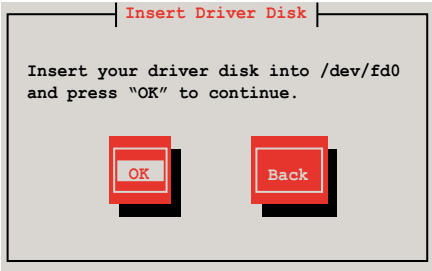 Insert Driver Disk
Insert your driver disk into /dev/fd0
and press “OK” to continue.
OK
Back